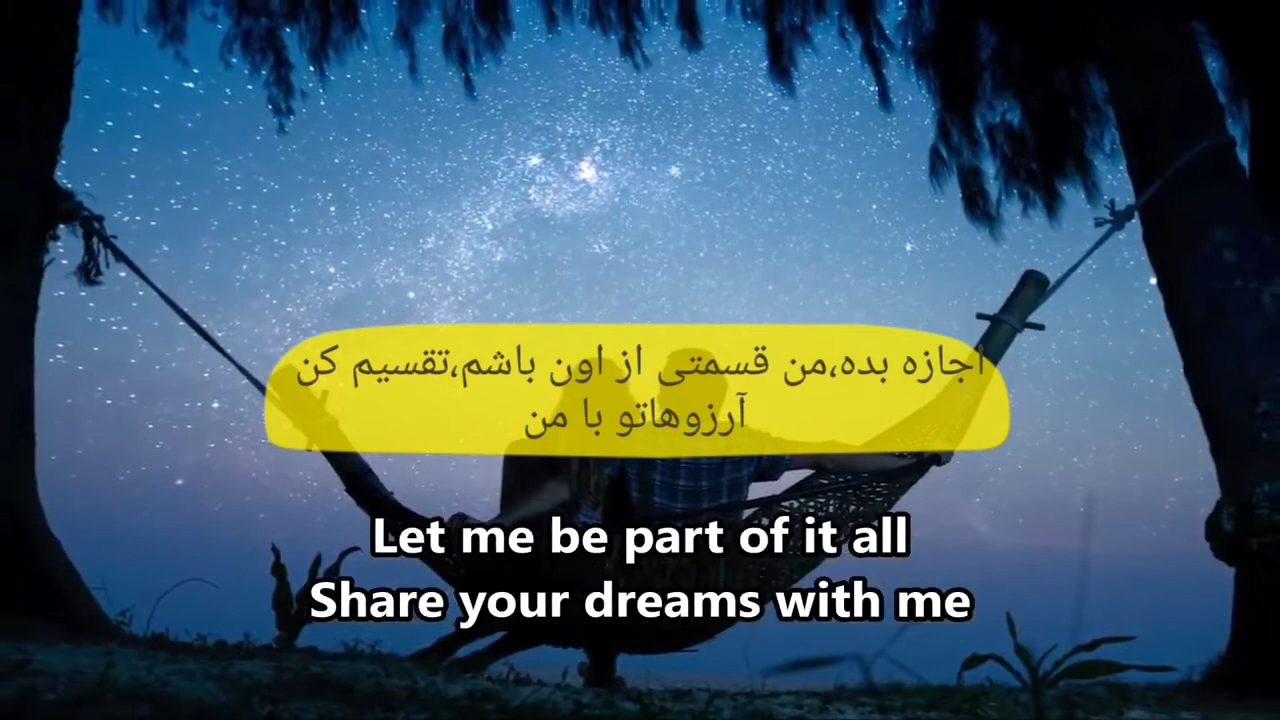 اجازه بده،من قسمتی از اون باشم،تقسیم کن
آرزوهاتو با من
Let me be part of it all
Share your dreams with me